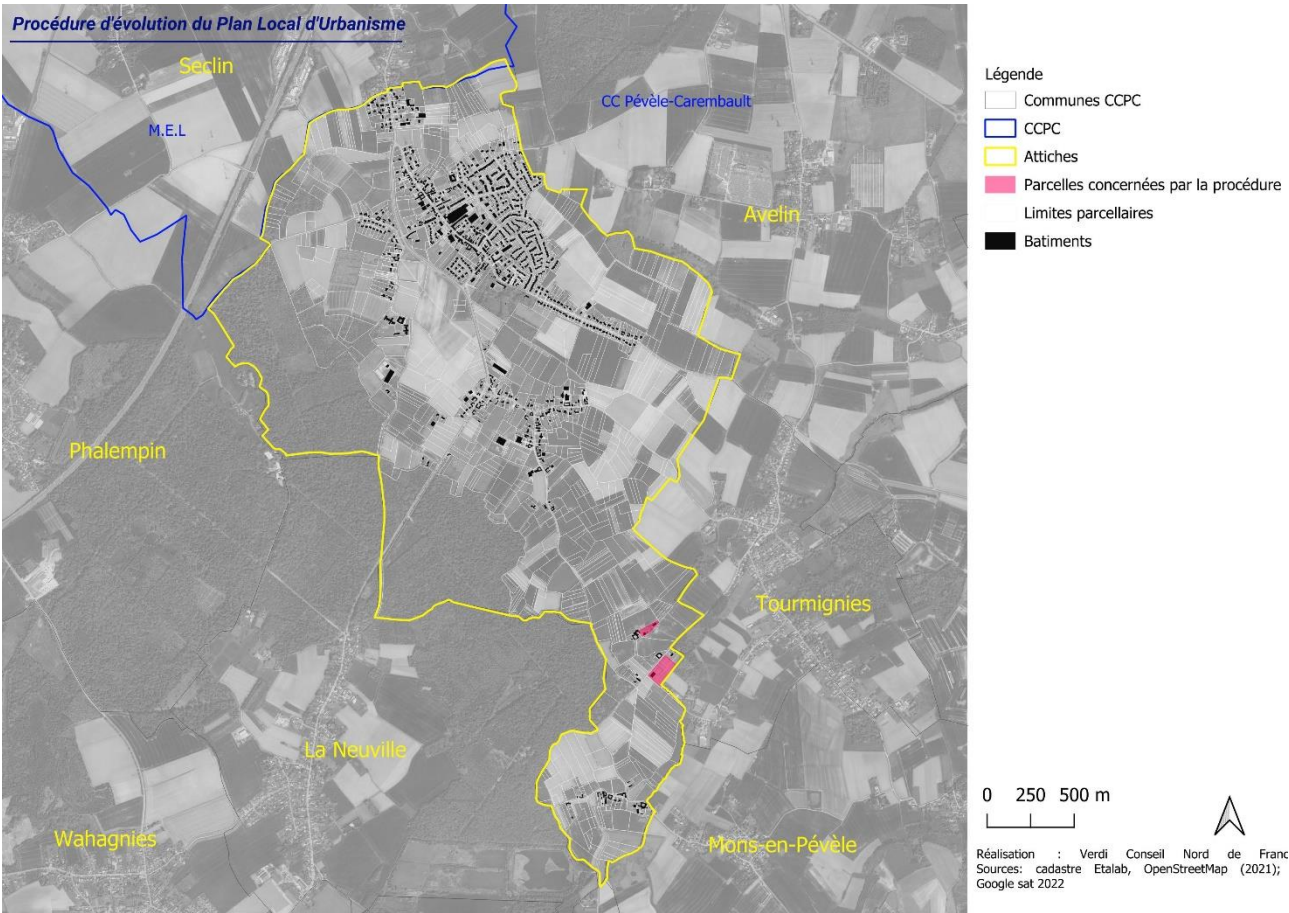 Procédure d'évolution du Plan Local d'Urbanisme
Seclin
M.E.L
CC Pévèle-Carembault
Avelin
Phalempin
Tourmignies
La Neuville
Wahagnies
Mons-en-Pévèle
Légende
Communes CCPC
CCPC
Attiches
Parcelles concernées par la procédure
Limites parcellaires
Batiments
0 250 500 m
Réalisation : Verdi Conseil Nord de Franc
Sources: cadastre Etalab, OpenStreetMap (2021);
Google sat 2022